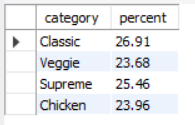 category percent
Classic 26.91
Veggie 23.68
Supreme 25.46
Chicken 23.96